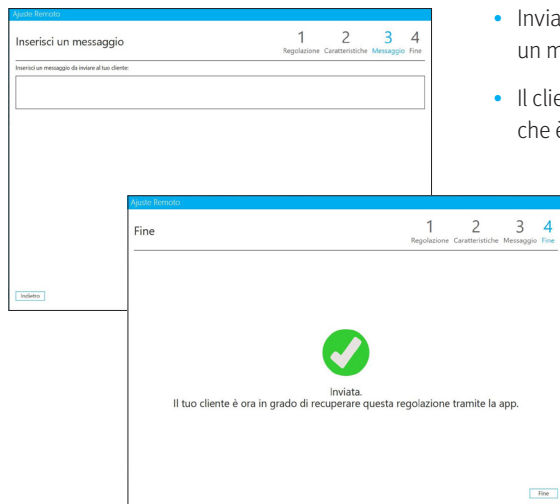 Ajuste Remoto
Inserisci un messaggio
1 2 3 4
Regolazione Caratteristiche Messaggio Fine
Inserisci un messaggio da inviare al tuo cliente:
Indietro
• Invia
un m
• Il clie
che è
Ajuste Remoto
Fine
1 2 3 4
Regolazione Caratteristiche Messaggio Fine
Inviata.
Il tuo cliente è ora in grado di recuperare questa regolazione tramite la app.
Fine